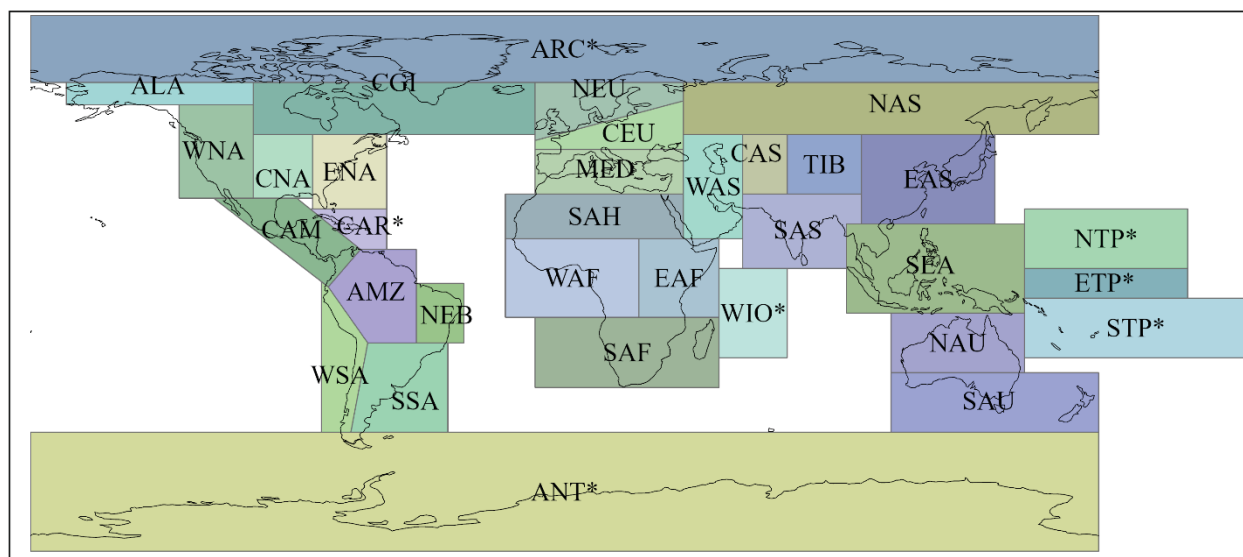 ARC*
ALA
CGI
NEU
NAS
WNA
CNA
ENA
CEU
MED
WAS
CAS
TIB
EAS
CAM
CAR*
SAH
SAS
SEA
NTP*
ETP*
STP*
AMZ
NEB
WAF
EAF
WIO*
SAF
NAU
WSA
SSA
SAU
ANT*